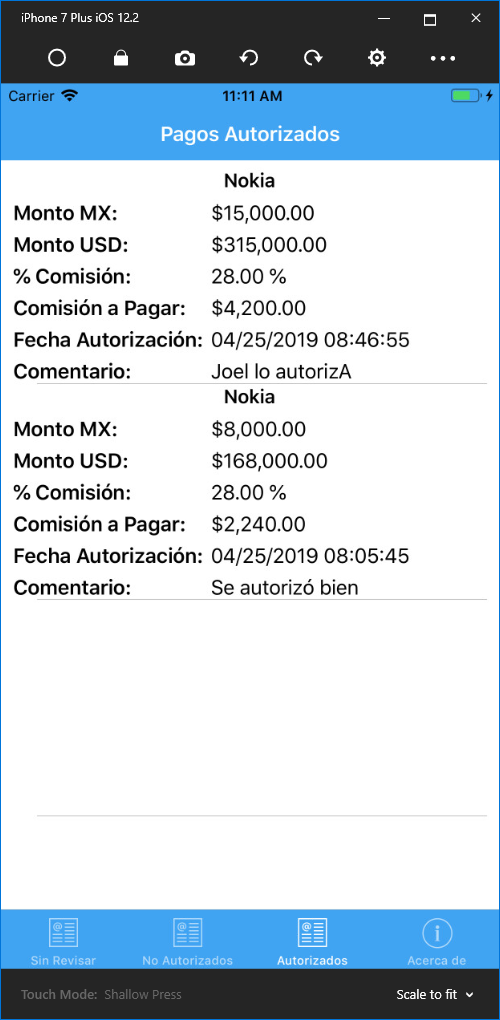 iPhone 7 Plus iOS 12.2
Carrier 11:11 AM
Pagos Autorizados
Nokia
Monto MX: $15,000.00
Monto USD: $315,000.00
% Comisión: 28.00 %
Comisión a Pagar: $4,200.00
Fecha Autorización: 04/25/2019 08:46:55
Comentario: Joel lo autorizA
Nokia
Monto MX: $8,000.00
Monto USD: $168,000.00
% Comisión: 28.00 %
Comisión a Pagar: $2,240.00
Fecha Autorización: 04/25/2019 08:05:45
Comentario: Se autorizó bien
Sin Revisar No Autorizados Autorizados Acerca de
Touch Mode: Shallow Press Scale to fit